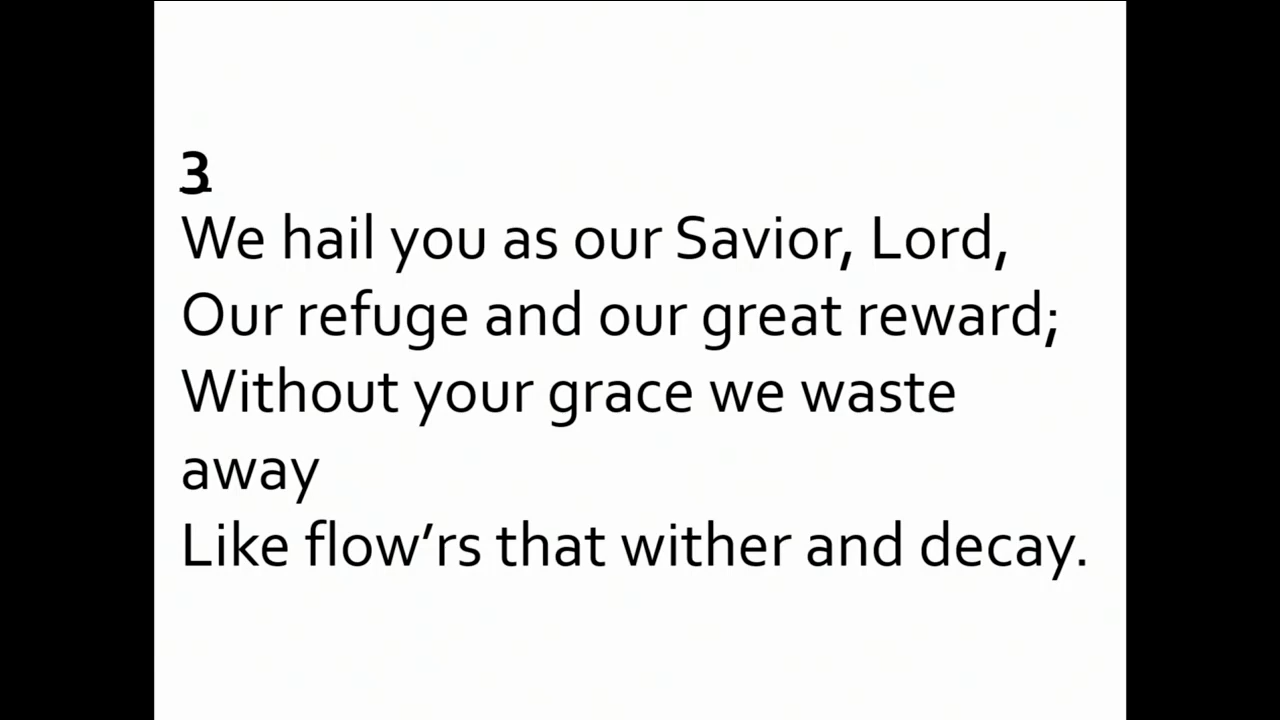 3
We hail you as our Savior, Lord,
Our refuge and our great reward;
Without your grace we waste
away
Like flow’rs that wither and decay.